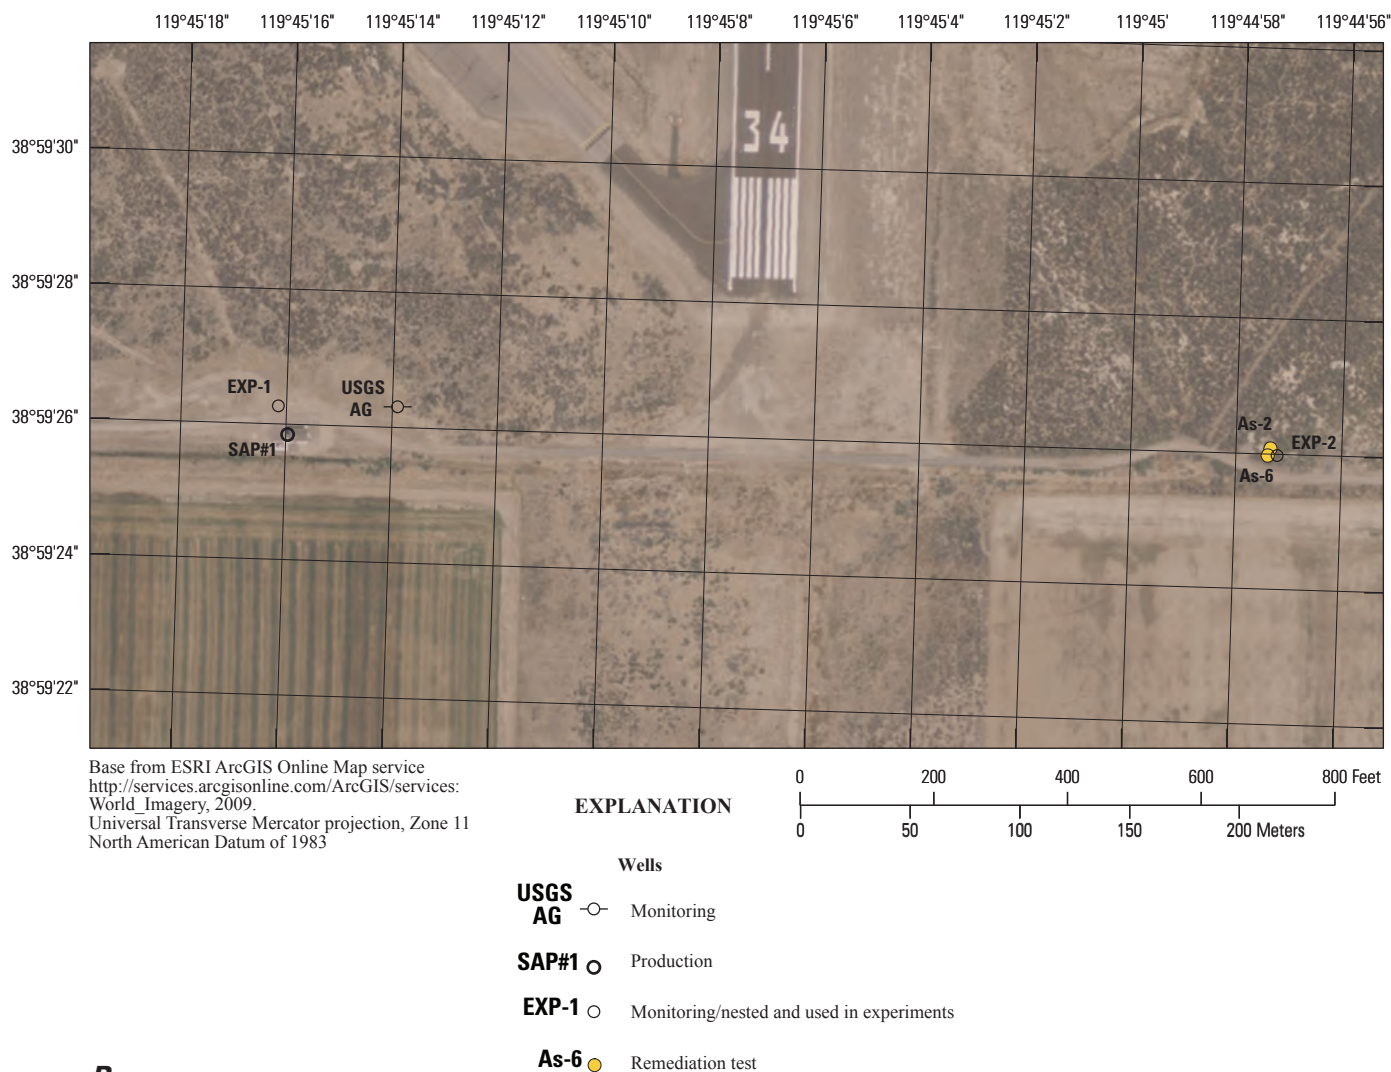 119°45'18" 119°45'16" 119°45'14" 119°45'12" 119°45'10" 119°45'8" 119°45'6" 119°45'4" 119°45'2" 119°45' 119°44'58" 119°44'56"
34
38°59'30"
38°59'28"
EXP-1
USGS
AG
38°59'26"
SAP#1
As-2
EXP-2
As-6
38°59'24"
38°59'22"
Base from ESRI ArcGIS Online Map service
http://services.arcgisonline.com/ArcGIS/services:
World_Imagery, 2009.
Universal Transverse Mercator projection, Zone 11
North American Datum of 1983
EXPLANATION
0 200 400 600 800 Feet
0 50 100 150 200 Meters
Wells
USGS
AG Monitoring
SAP#1 Production
EXP-1 Monitoring/nested and used in experiments
As-6 Remediation test